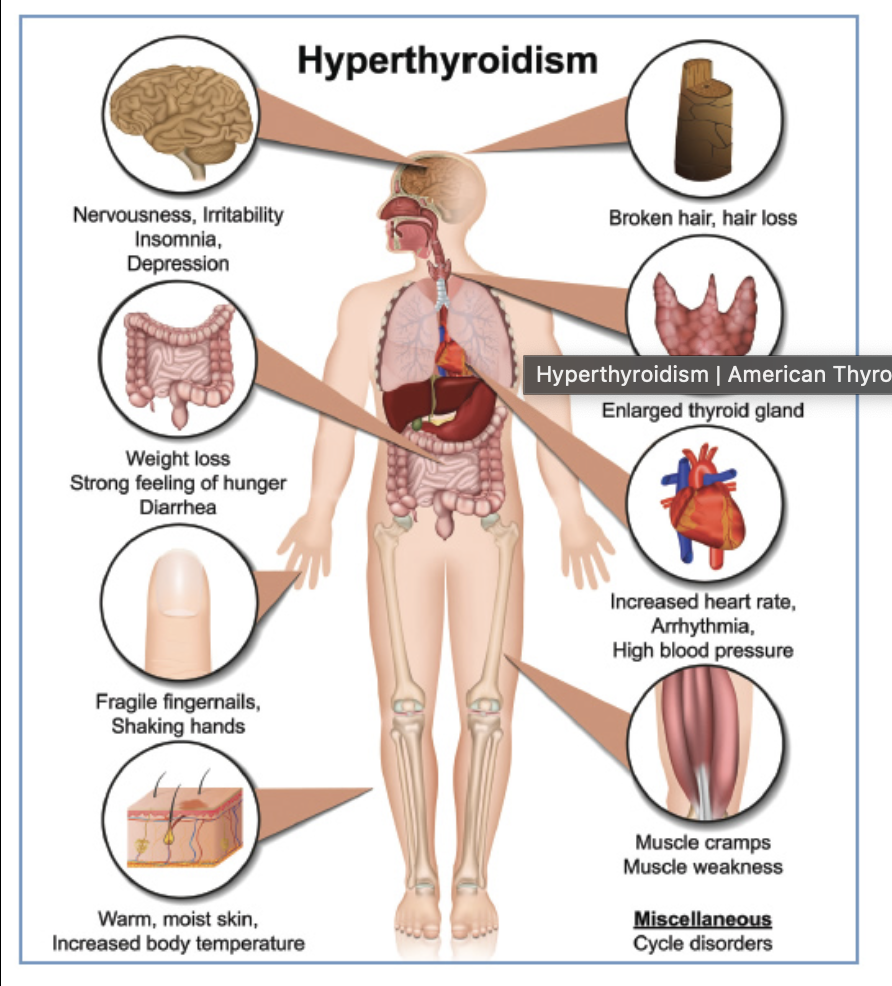 Hyperthyroidism
Nervousness, Irritability
Insomnia,
Depression
Broken hair, hair loss
Hyperthyroidism | American Thyro
Enlarged thyroid gland
Weight loss
Strong feeling of hunger
Diarrhea
Increased heart rate,
Arrhythmia,
High blood pressure
Fragile fingernails,
Shaking hands
Muscle cramps
Muscle weakness
Warm, moist skin,
Increased body temperature
Miscellaneous
Cycle disorders